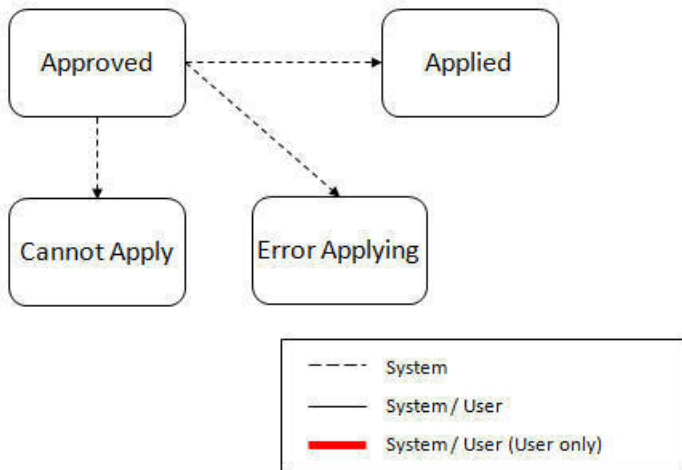 Approved
Applied
Cannot Apply
Error Applying
System
System / User
System / User (User only)